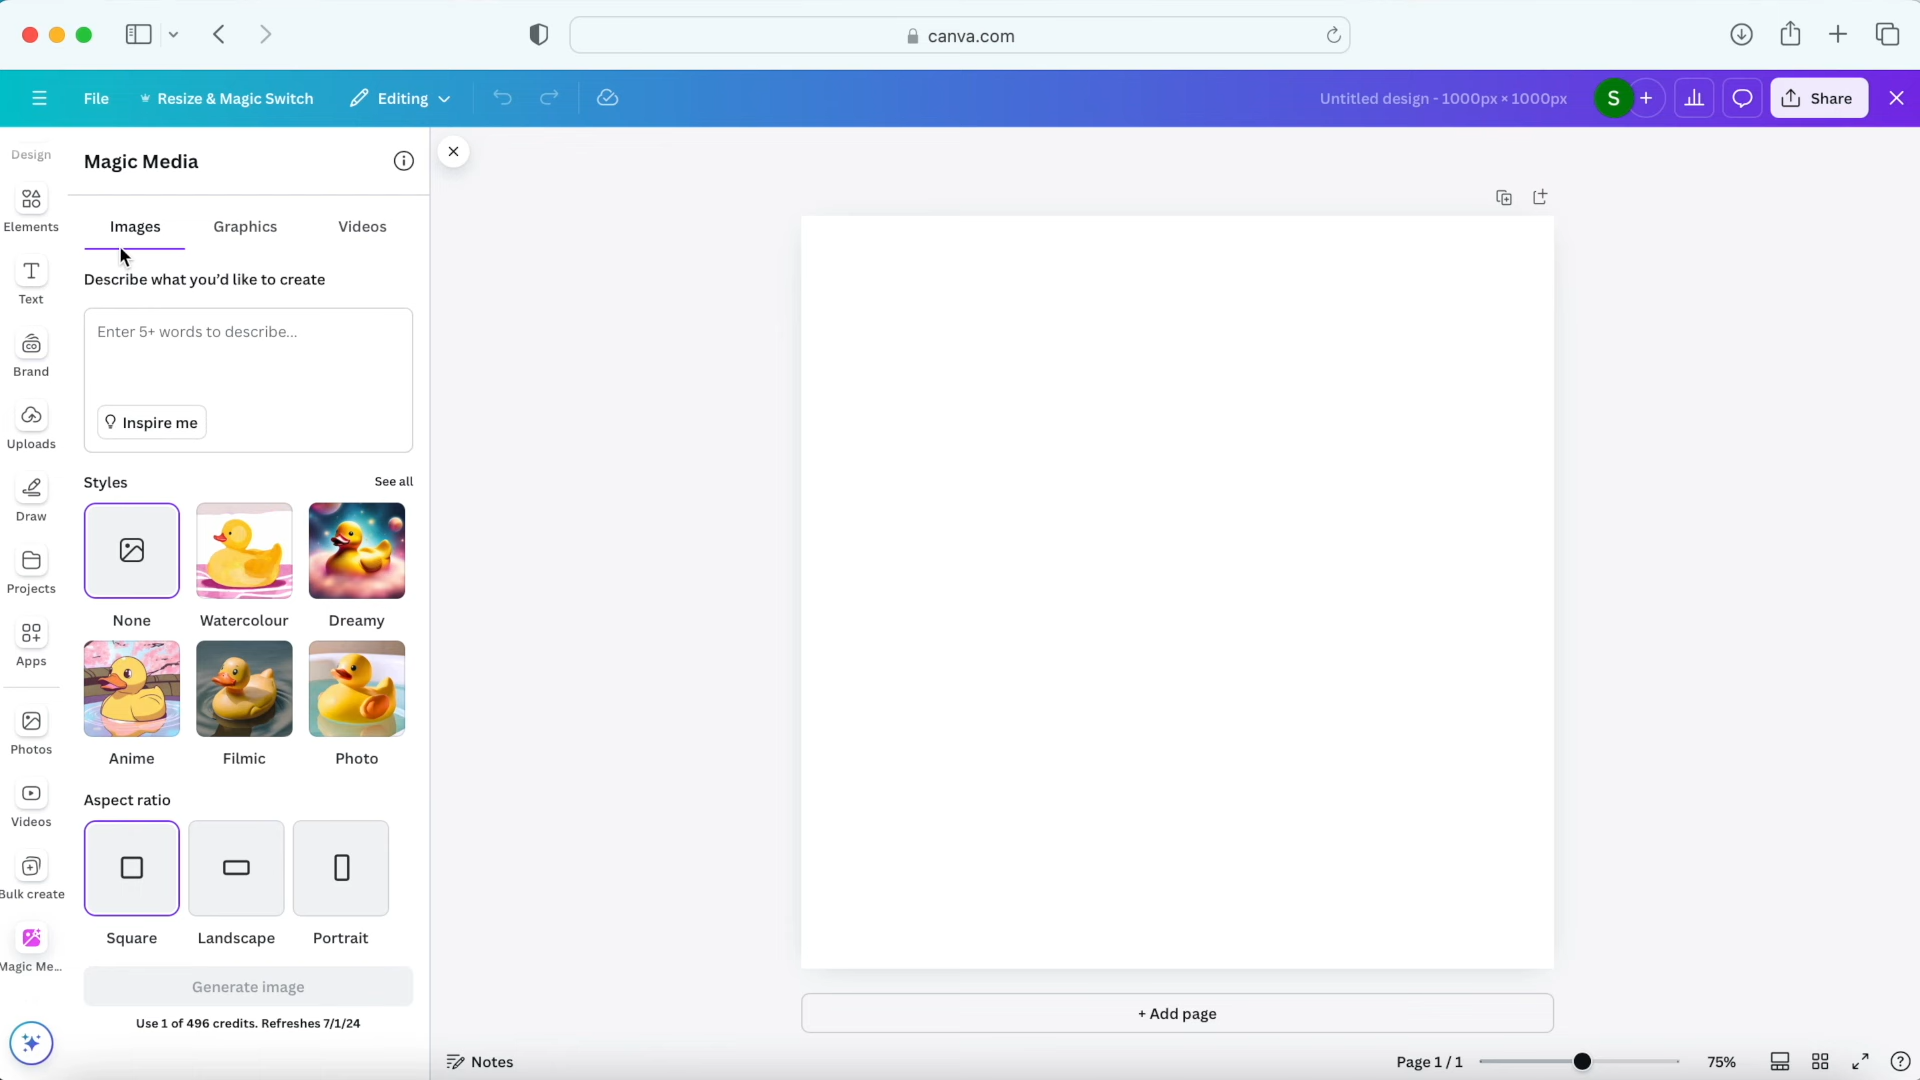 canva.com
File
Resize & Magic Switch
Editing
Untitled design - 1000px × 1000px
S
Share
Design
Elements
Text
Brand
Uploads
Draw
Projects
Apps
Photos
Videos
Bulk create
Magic Me...
Magic Media
Images
Graphics
Videos
Describe what you'd like to create
Enter 5+ words to describe...
Inspire me
Styles
See all
None
Watercolour
Dreamy
Anime
Filmic
Photo
Aspect ratio
Square
Landscape
Portrait
Generate image
Use 1 of 496 credits. Refreshes 7/1/24
+ Add page
Notes
Page 1 / 1
75%